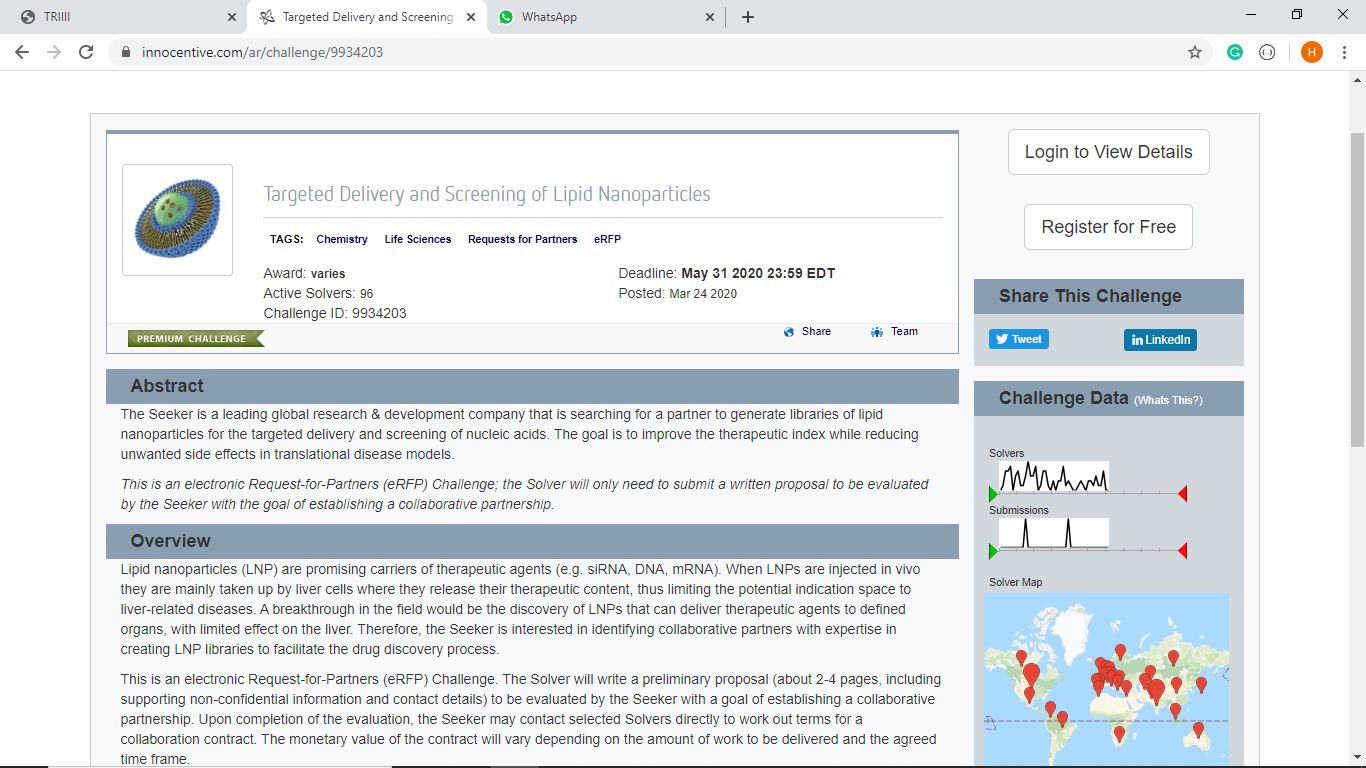 TRIIII
Targeted Delivery and Screening
WhatsApp
innocentive.com/ar/challenge/9934203
H
Targeted Delivery and Screening of Lipid Nanoparticles
TAGS: Chemistry Life Sciences Requests for Partners eRFP
Award: varies
Deadline: May 31 2020 23:59 EDT
Active Solvers: 96
Posted: Mar 24 2020
Challenge ID: 9934203
PREMIUM CHALLENGE
Share
Team
Abstract
The Seeker is a leading global research & development company that is searching for a partner to generate libraries of lipid
nanoparticles for the targeted delivery and screening of nucleic acids. The goal is to improve the therapeutic index while reducing
unwanted side effects in translational disease models.
This is an electronic Request-for-Partners (eRFP) Challenge; the Solver will only need to submit a written proposal to be evaluated
by the Seeker with the goal of establishing a collaborative partnership.
Overview
Lipid nanoparticles (LNP) are promising carriers of therapeutic agents (e.g. siRNA, DNA, mRNA). When LNPs are injected in vivo
they are mainly taken up by liver cells where they release their therapeutic content, thus limiting the potential indication space to
liver-related diseases. A breakthrough in the field would be the discovery of LNPs that can deliver therapeutic agents to defined
organs, with limited effect on the liver. Therefore, the Seeker is interested in identifying collaborative partners with expertise in
creating LNP libraries to facilitate the drug discovery process.
This is an electronic Request-for-Partners (eRFP) Challenge. The Solver will write a preliminary proposal (about 2-4 pages, including
supporting non-confidential information and contact details) to be evaluated by the Seeker with a goal of establishing a collaborative
partnership. Upon completion of the evaluation, the Seeker may contact selected Solvers directly to work out terms for a
collaboration contract. The monetary value of the contract will vary depending on the amount of work to be delivered and the agreed
time frame.
Login to View Details
Register for Free
Share This Challenge
Tweet
in LinkedIn
Challenge Data (Whats This?)
Solvers
Submissions
Solver Map